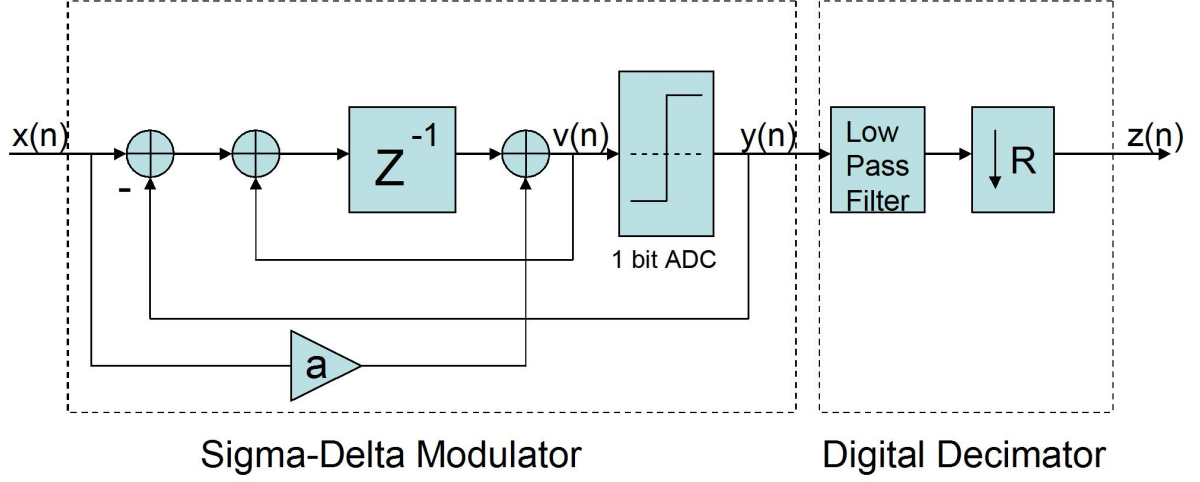 x(n)
-
Z-1
v(n)
1 bit ADC
y(n)
Low
Pass
Filter
R
z(n)
a
Sigma-Delta Modulator
Digital Decimator